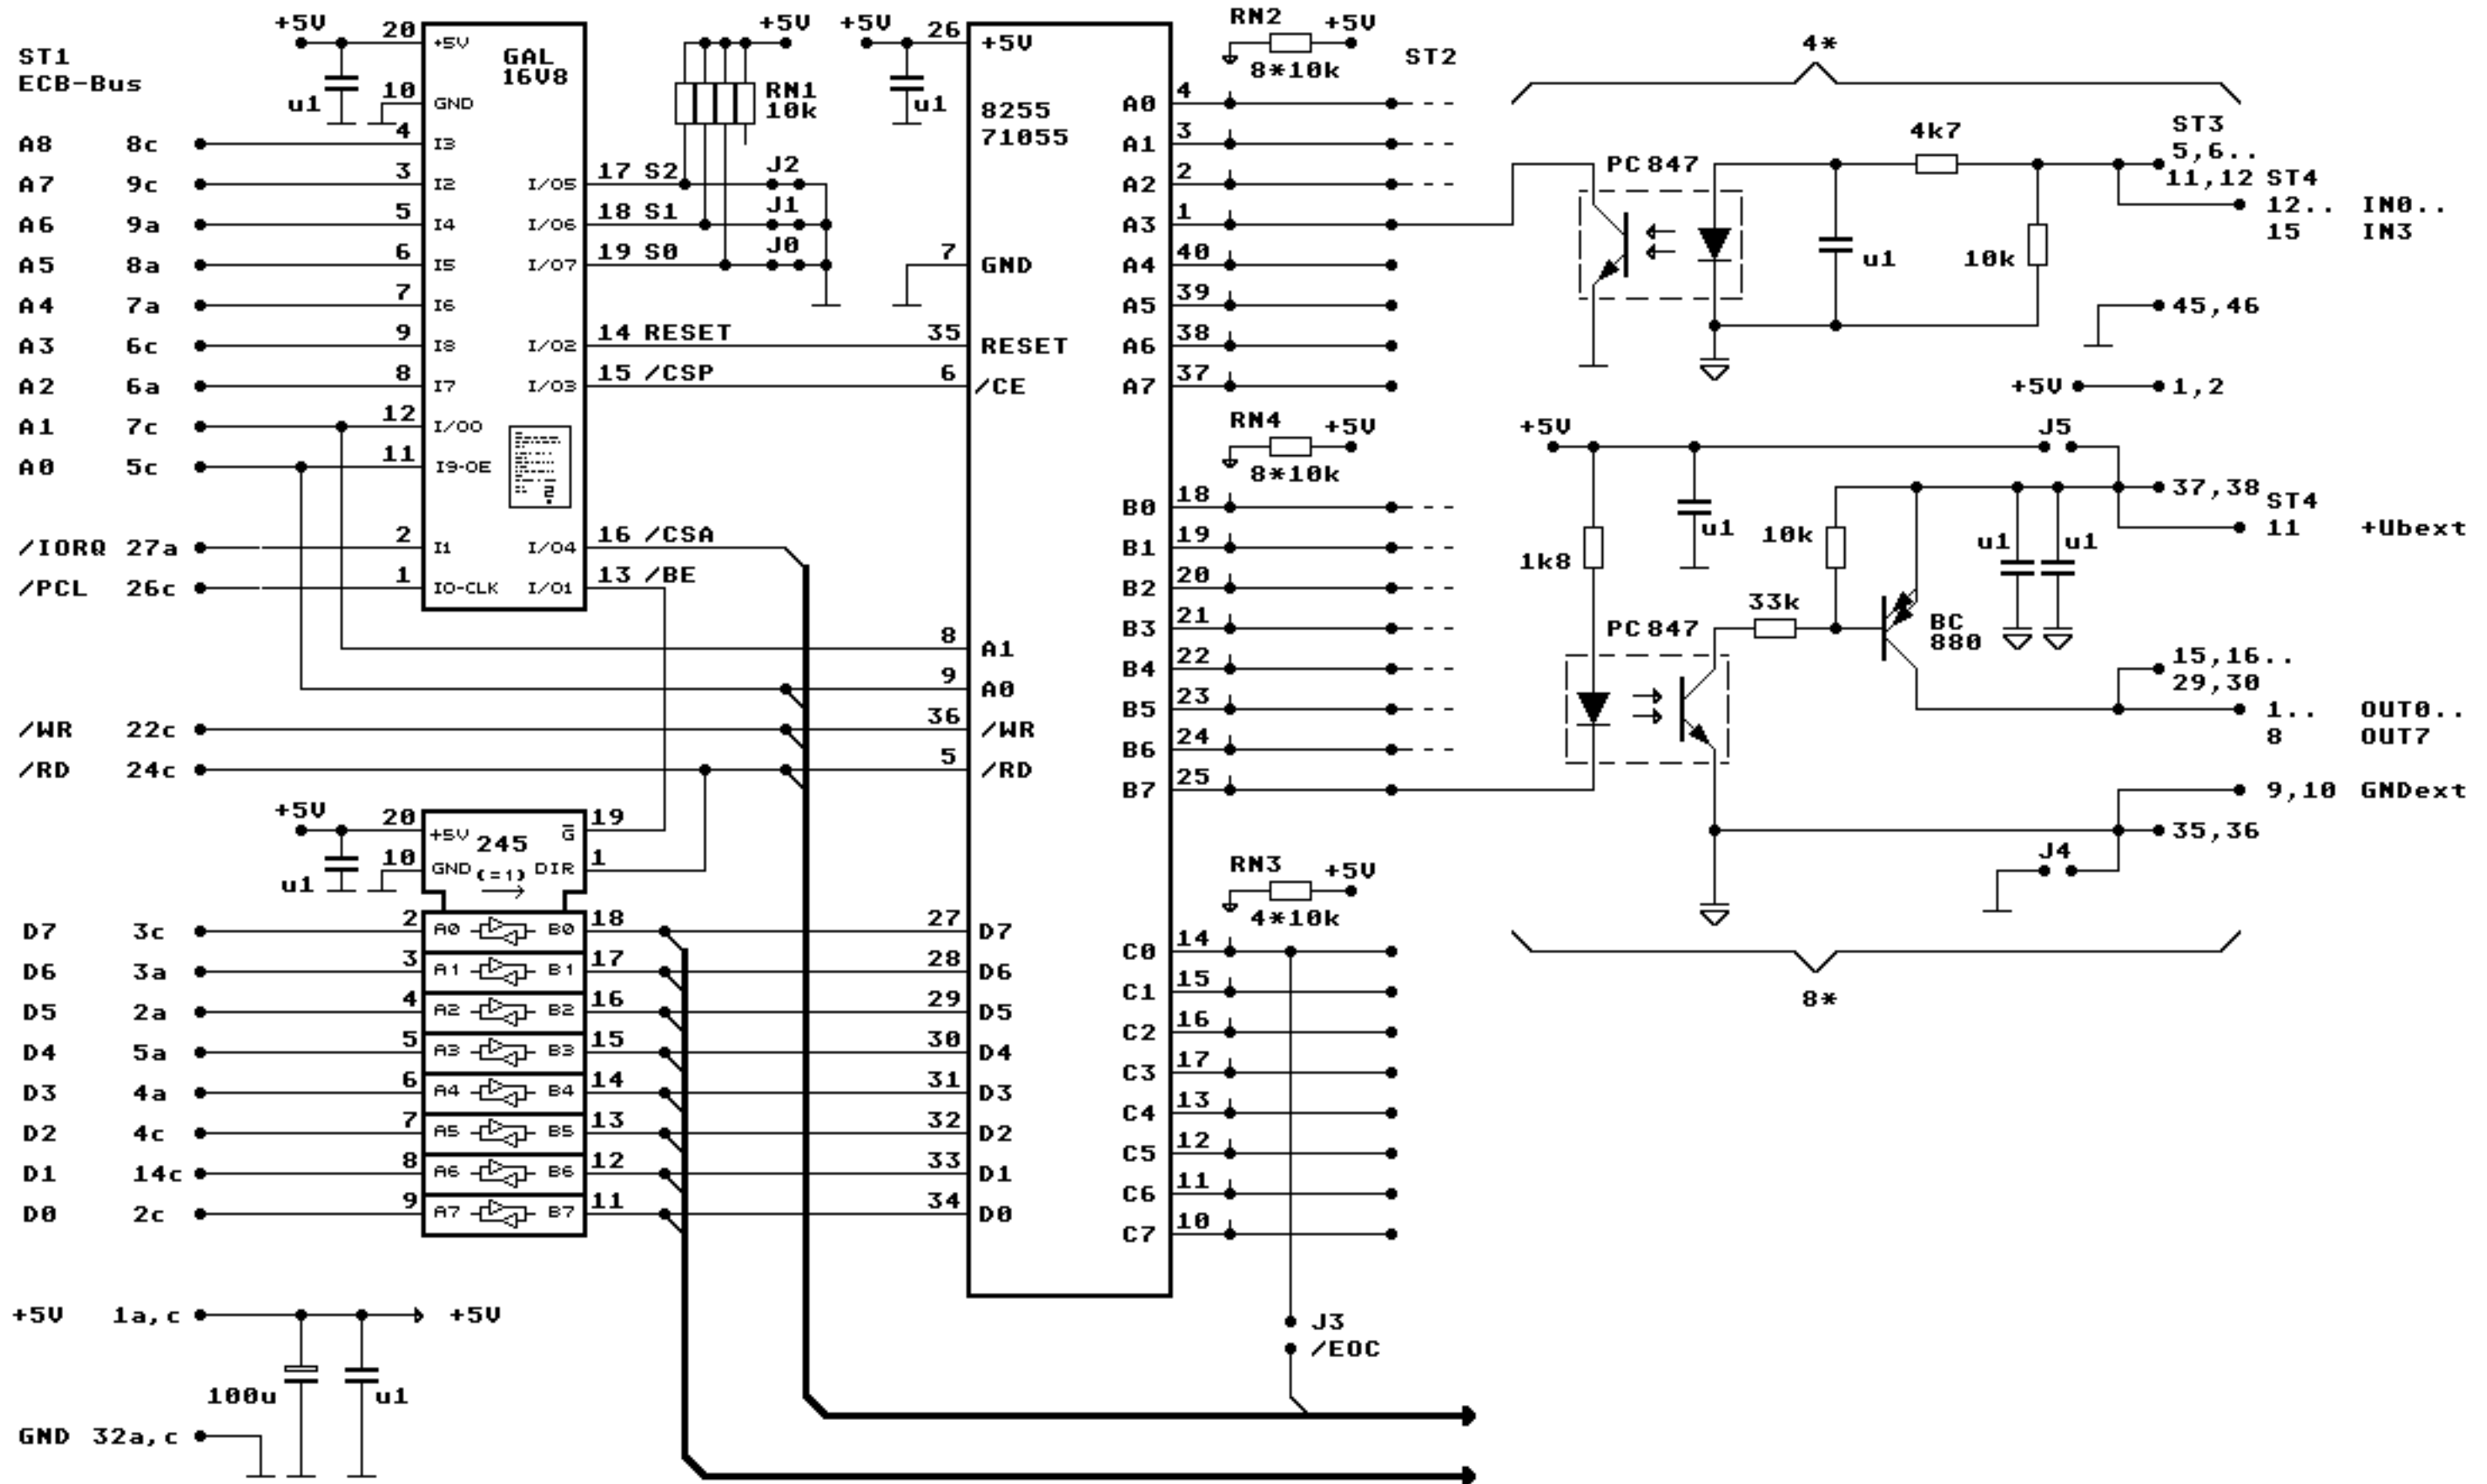 ST1
ECB-Bus
A8 8c
A7 9c
A6 9a
A5 8a
A4 7a
A3 6c
A2 6a
A1 7c
A0 5c
/IORQ 27a
/PCL 26c
/WR 22c
/RD 24c
D7 3c
D6 3a
D5 2a
D4 5a
D3 4a
D2 4c
D1 14c
D0 2c
+5V 1a,c
+5V
100u
u1
GND 32a,c
+5V
u1
GAL
16V8
20 +5V
10 GND
4 I3
3 I2
5 I4
6 I5
7 I6
9 I8
8 I7
12 I/O0
11 I9-OE
2 I1
1 IO-CLK
I/O5 17 S2
I/O6 18 S1
I/O7 19 S0
I/O2 14 RESET
I/O3 15 /CSP
I/O4 16 /CSA
I/O1 13 /BE
+5V
RN1
10k
J2
J1
J0
+5V
u1
245
(=1)
20 +5V
10 GND
G 19
DIR 1
2 A0 B0 18
3 A1 B1 17
4 A2 B2 16
5 A3 B3 15
6 A4 B4 14
7 A5 B5 13
8 A6 B6 12
9 A7 B7 11
+5V
u1
8255
71055
26 +5V
7 GND
35 RESET
6 /CE
8 A1
9 A0
36 /WR
5 /RD
27 D7
28 D6
29 D5
30 D4
31 D3
32 D2
33 D1
34 D0
A0 4
A1 3
A2 2
A3 1
A4 40
A5 39
A6 38
A7 37
B0 18
B1 19
B2 20
B3 21
B4 22
B5 23
B6 24
B7 25
C0 14
C1 15
C2 16
C3 17
C4 13
C5 12
C6 11
C7 10
RN2 +5V
8*10k
RN4 +5V
8*10k
RN3 +5V
4*10k
J3
/EOC
ST2
4*
PC847
4k7
u1
10k
ST3
5,6..
11,12
ST4
12.. IN0..
15 IN3
45,46
+5V 1,2
+5V
J5
1k8
u1
10k
33k
PC847
BC
880
u1
u1
37,38
ST4
11 +Ubext
15,16..
29,30
1.. OUT0..
8 OUT7
9,10 GNDext
35,36
J4
8*